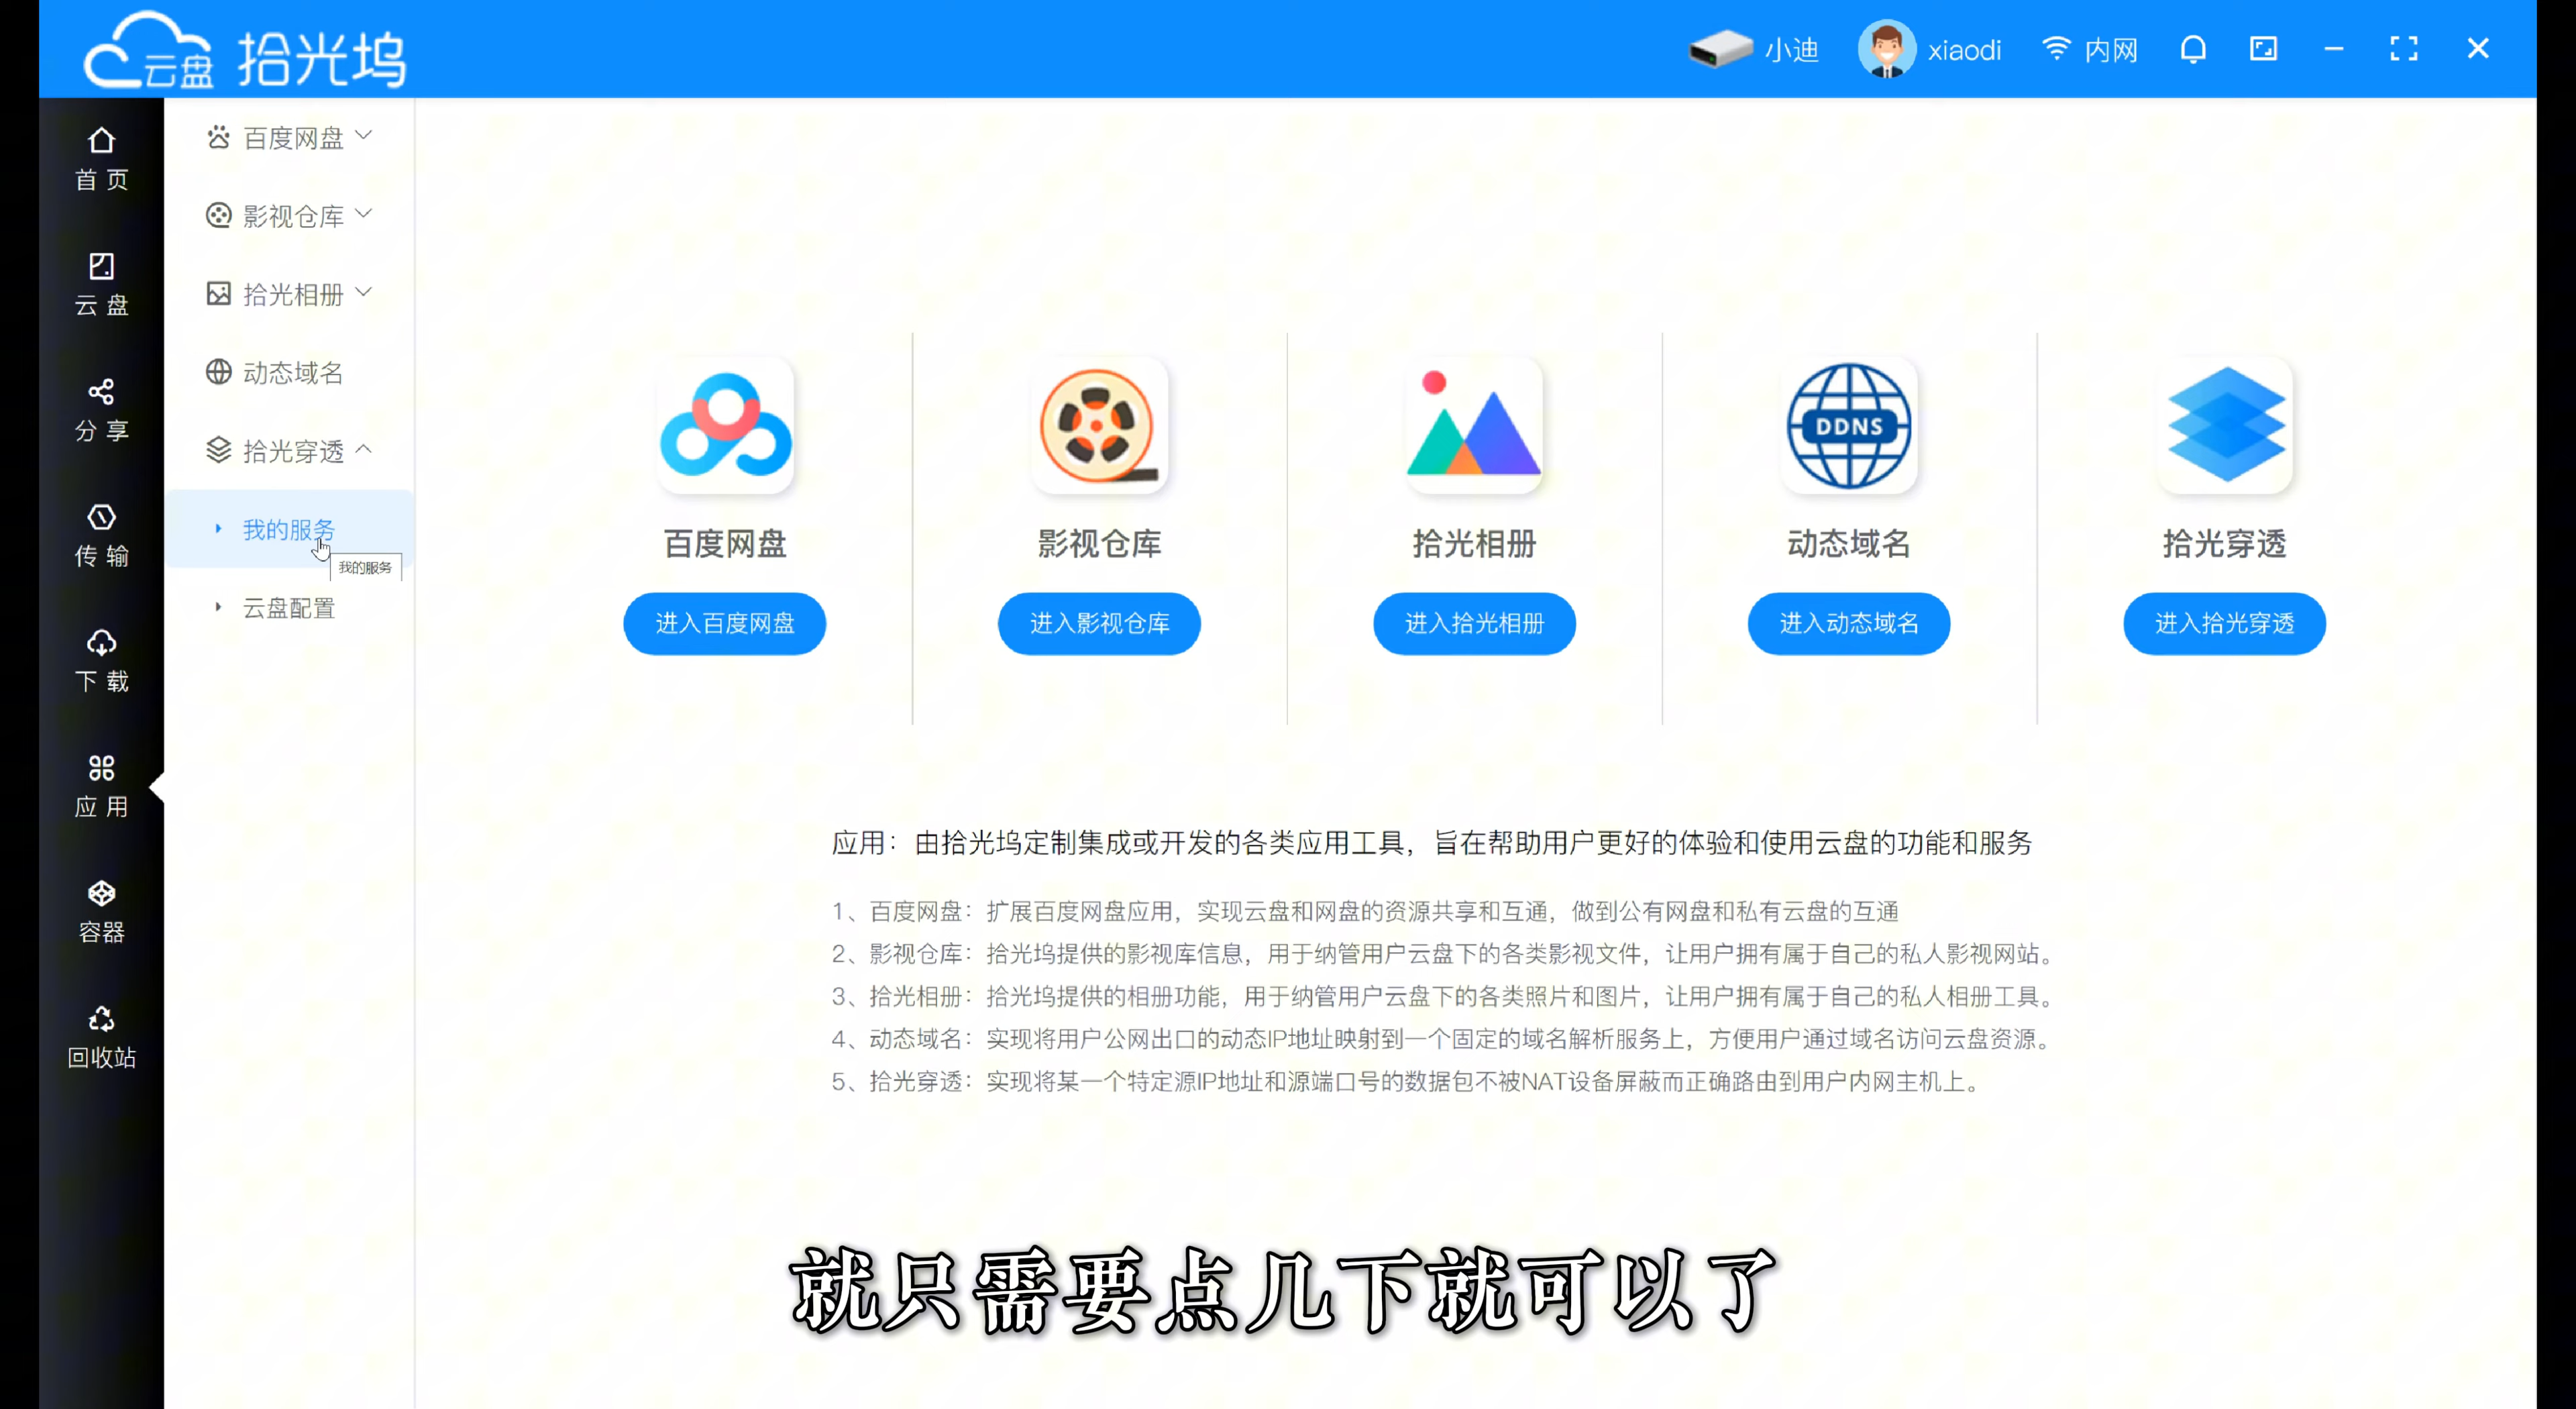 云盘 拾光坞
小迪 xiaodi 内网
首页
云盘
分享
传输
下载
应用
容器
回收站
百度网盘
影视仓库
拾光相册
动态域名
拾光穿透
我的服务
我的服务
云盘配置
百度网盘 影视仓库 拾光相册 DDNS 动态域名 拾光穿透
进入百度网盘 进入影视仓库 进入拾光相册 进入动态域名 进入拾光穿透
应用：由拾光坞定制集成或开发的各类应用工具，旨在帮助用户更好的体验和使用云盘的功能和服务
1、百度网盘：扩展百度网盘应用，实现云盘和网盘的资源共享和互通，做到公有网盘和私有云盘的互通
2、影视仓库：拾光坞提供的影视库信息，用于纳管用户云盘下的各类影视文件，让用户拥有属于自己的私人影视网站。
3、拾光相册：拾光坞提供的相册功能，用于纳管用户云盘下的各类照片和图片，让用户拥有属于自己的私人相册工具。
4、动态域名：实现将用户公网出口的动态IP地址映射到一个固定的域名解析服务上，方便用户通过域名访问云盘资源。
5、拾光穿透：实现将某一个特定源IP地址和源端口号的数据包不被NAT设备屏蔽而正确路由到用户内网主机上。
就只需要点几下就可以了